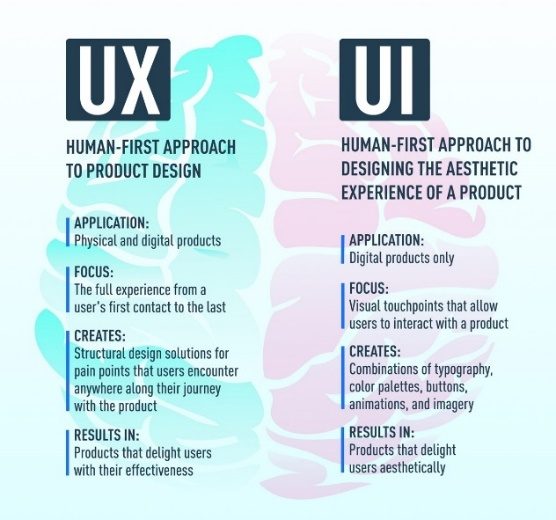 UX
HUMAN-FIRST APPROACH
TO PRODUCT DESIGN
APPLICATION:
Physical and digital products
FOCUS:
The full experience from a
user's first contact to the last
CREATES:
Structural design solutions for
pain points that users encounter
anywhere along their journey
with the product
RESULTS IN:
Products that delight users
with their effectiveness
UI
HUMAN-FIRST APPROACH TO
DESIGNING THE AESTHETIC
EXPERIENCE OF A PRODUCT
APPLICATION:
Digital products only
FOCUS:
Visual touchpoints that allow
users to interact with a product
CREATES:
Combinations of typography,
color palettes, buttons,
animations, and imagery
RESULTS IN:
Products that delight
users aesthetically